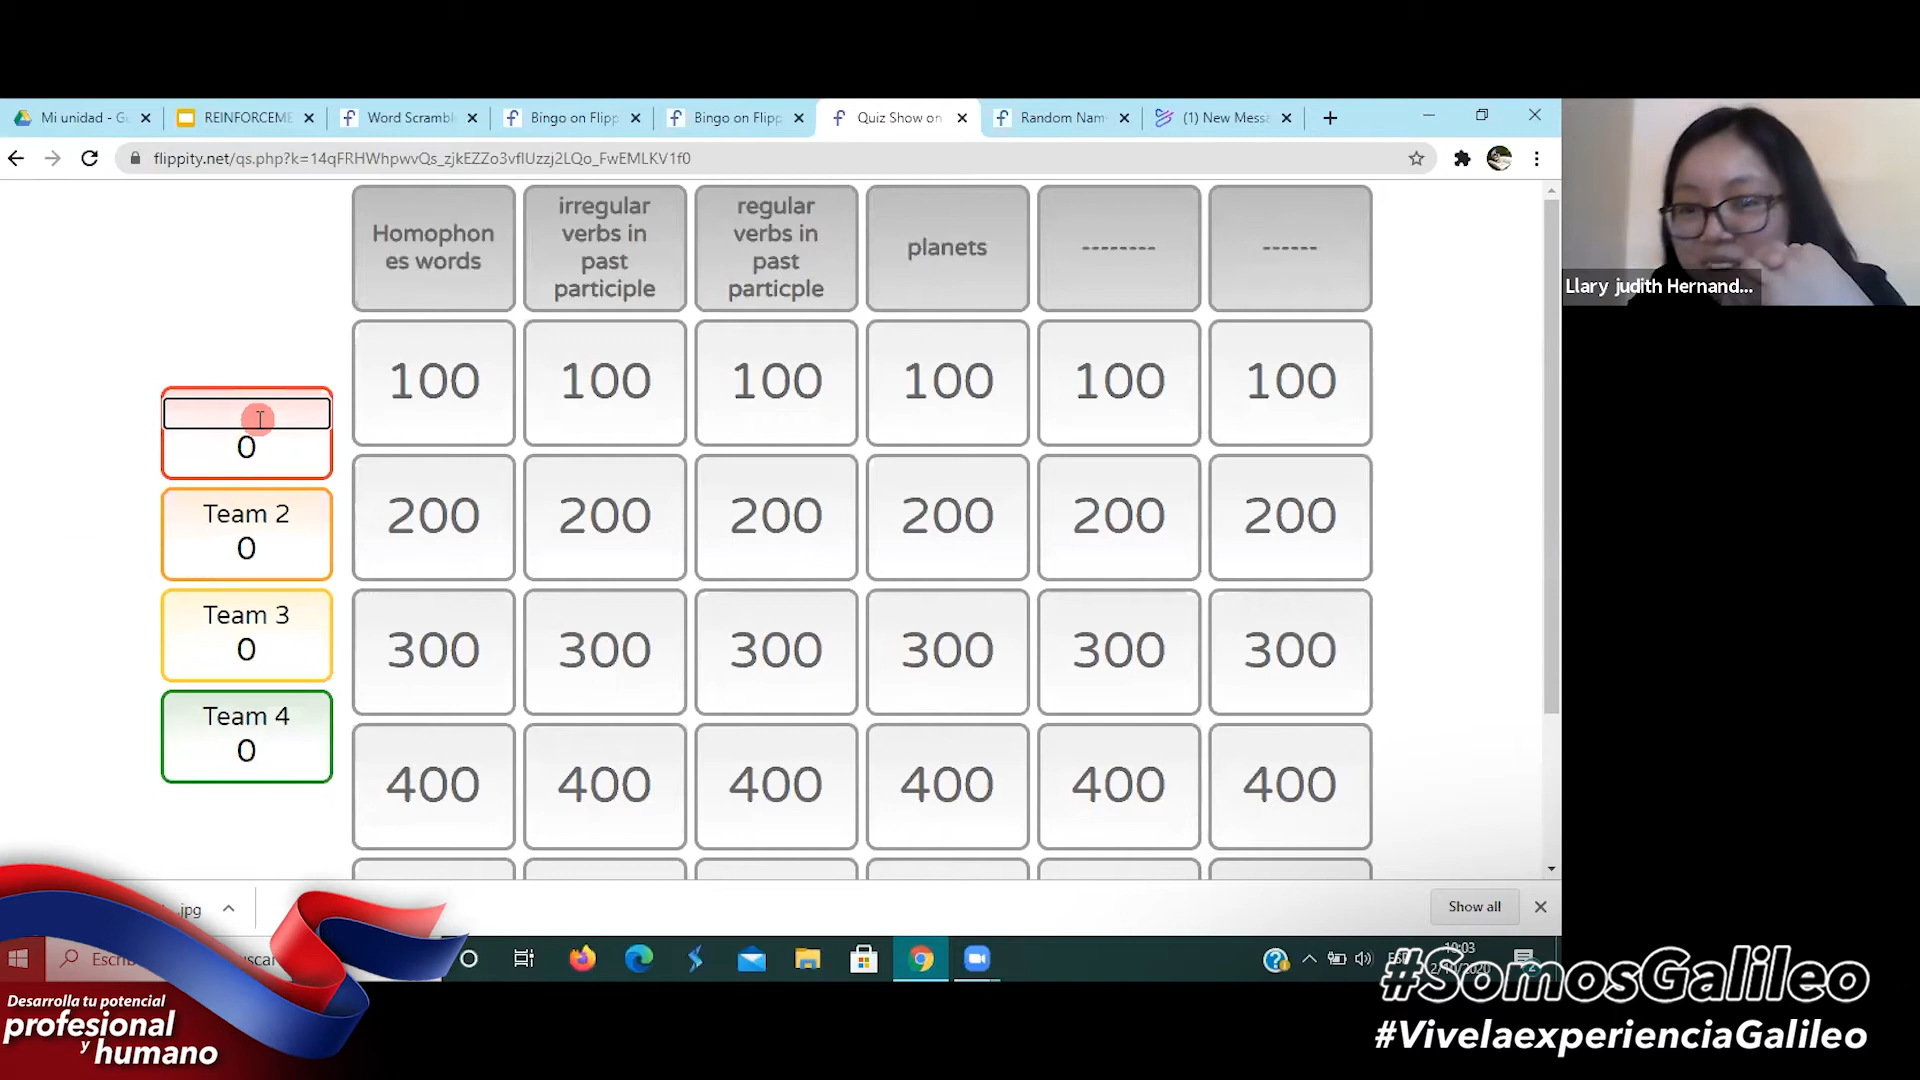 Mi unidad - G
REINFORCEME
Word Scrambl
Bingo on Flipp
Bingo on Flipp
Quiz Show on
Random Nam
(1) New Messa
flippity.net/qs.php?k=14qFRHWhpwvQs_zjkEZZo3vflUzzj2LQo_FwEMLKV1f0
Homophon
es words
irregular
verbs in
past
participle
regular
verbs in
past
particple
planets
--------
------
100 100 100 100 100 100
200 200 200 200 200 200
300 300 300 300 300 300
400 400 400 400 400 400
0
Team 2
0
Team 3
0
Team 4
0
Llary judith Hernand...
.jpg
Show all
Escrib
uscar
Desarrolla tu potencial
profesional
y humano
#SomosGalileo
#VivelaexperienciaGalileo